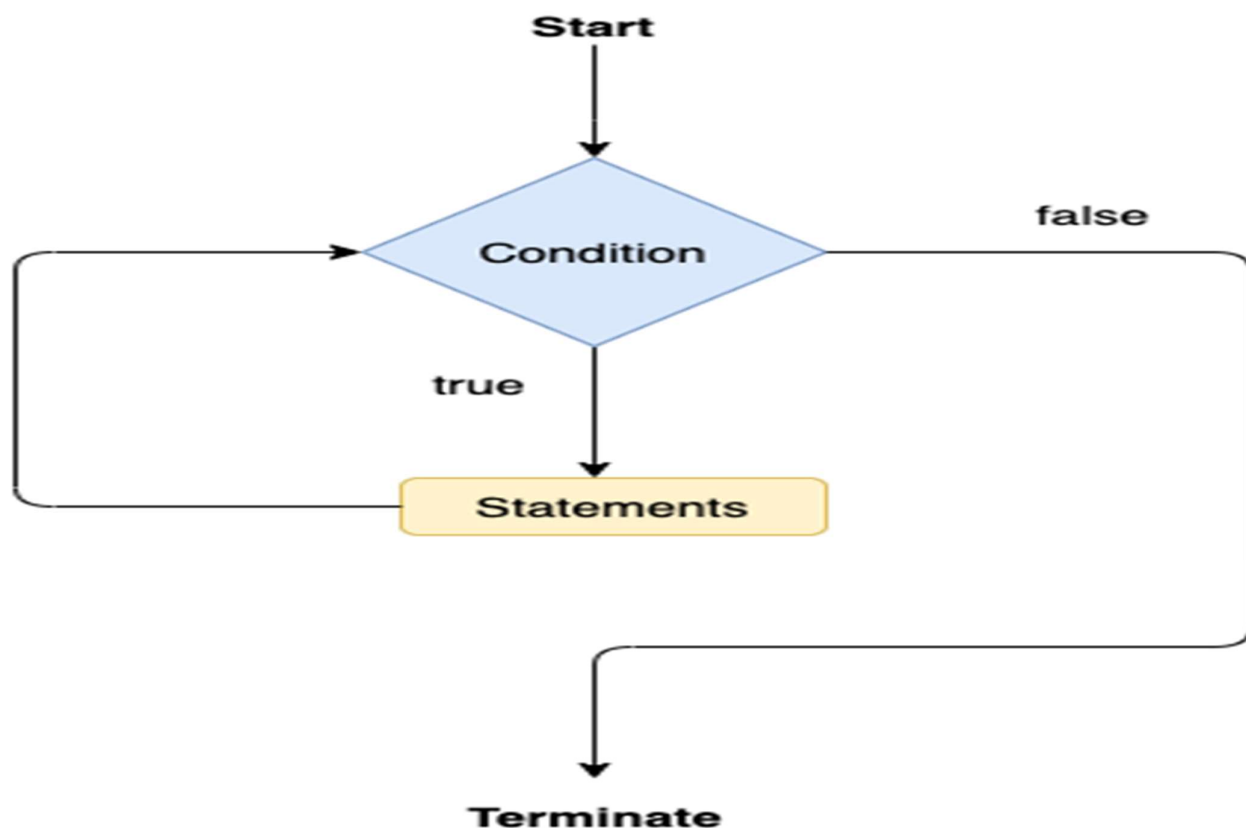 Start
false
Condition
true
Statements
Terminate